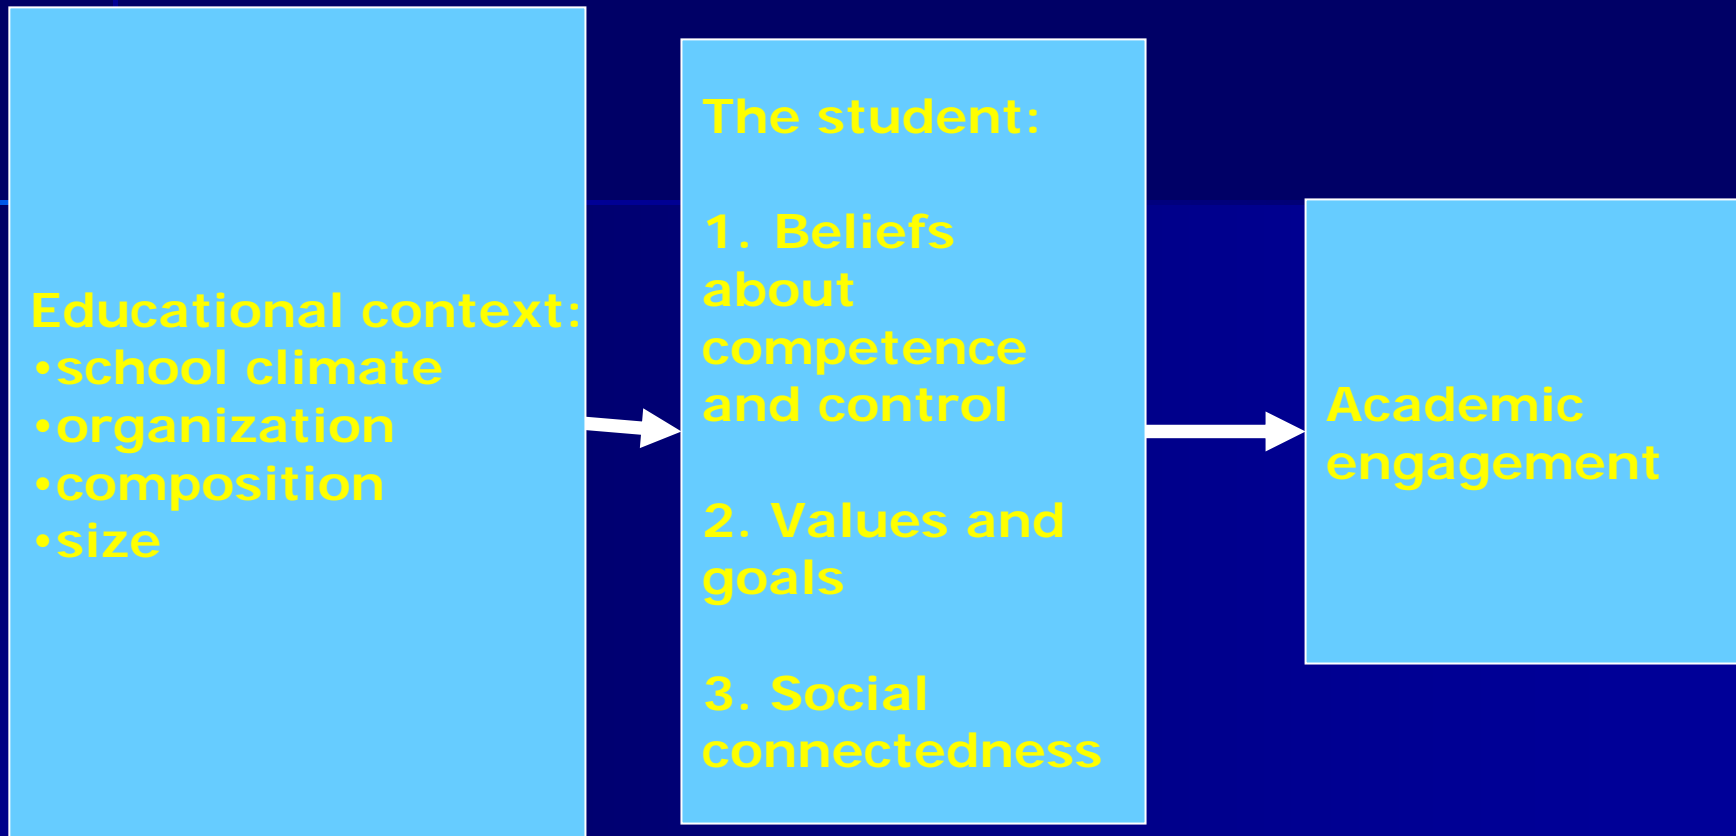 Educational context:
•school climate
•organization
•composition
•size
The student:
1. Beliefs
about
competence
and control
2. Values and
goals
3. Social
connectedness
Academic
engagement